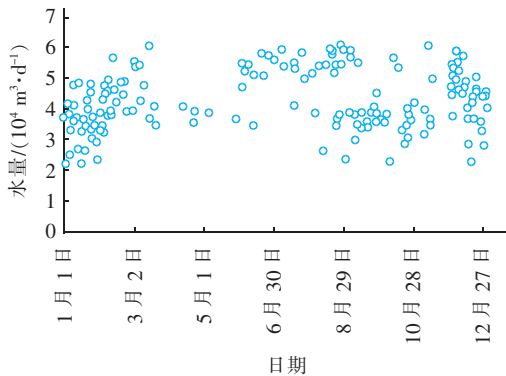 水量/(10⁴ m³·d⁻¹)
7
6
5
4
3
2
1
0
1月1日
3月2日
5月1日
6月30日
8月29日
10月28日
12月27日
日期